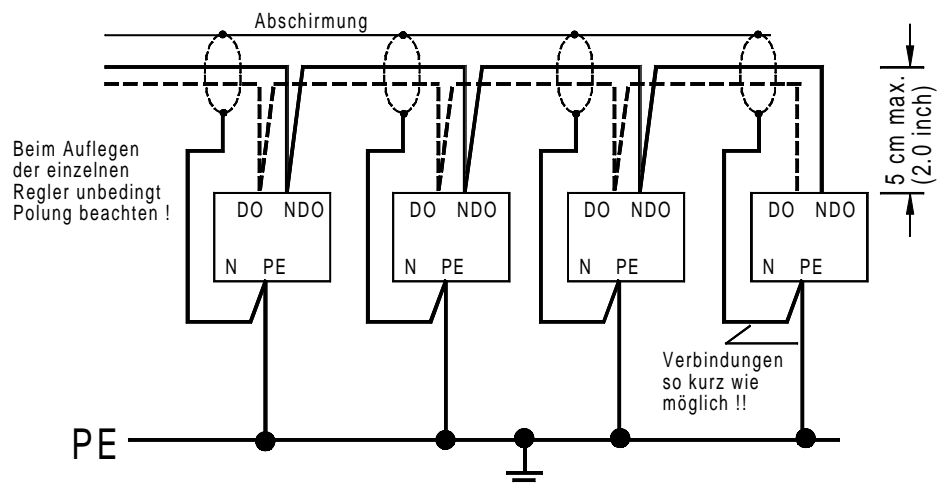 Abschirmung
Beim Auflegen
der einzelnen
Regler unbedingt
Polung beachten !
5 cm max.
(2.0 inch)
DO NDO
N PE
DO NDO
N PE
DO NDO
N PE
DO NDO
N PE
Verbindungen
so kurz wie
möglich !!
PE